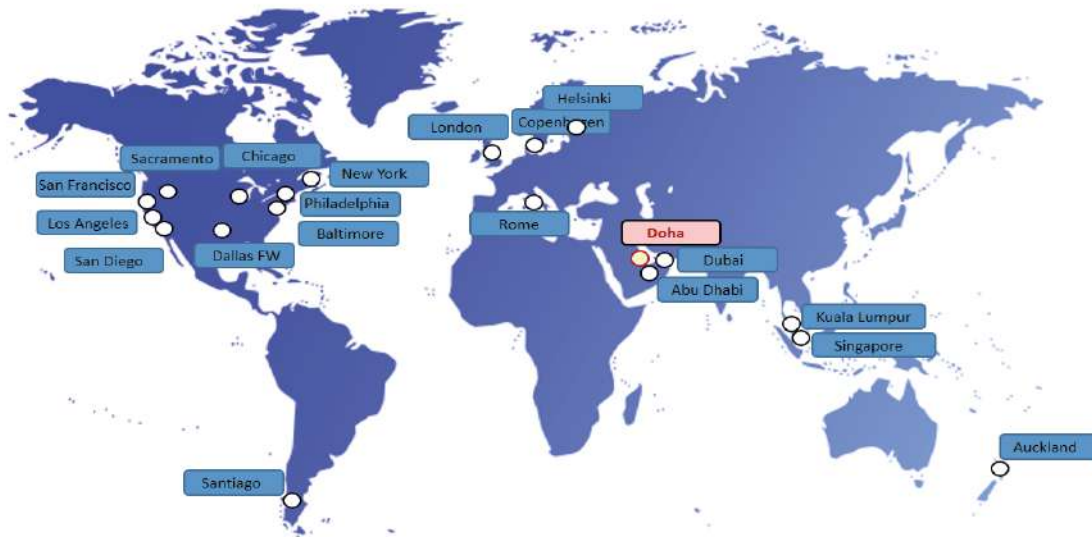 Helsinki
London
Copenhagen
Sacramento
Chicago
San Francisco
New York
Los Angeles
Philadelphia
Rome
Doha
Baltimore
San Diego
Dallas FW
Dubai
Abu Dhabi
Kuala Lumpur
Singapore
Auckland
Santiago